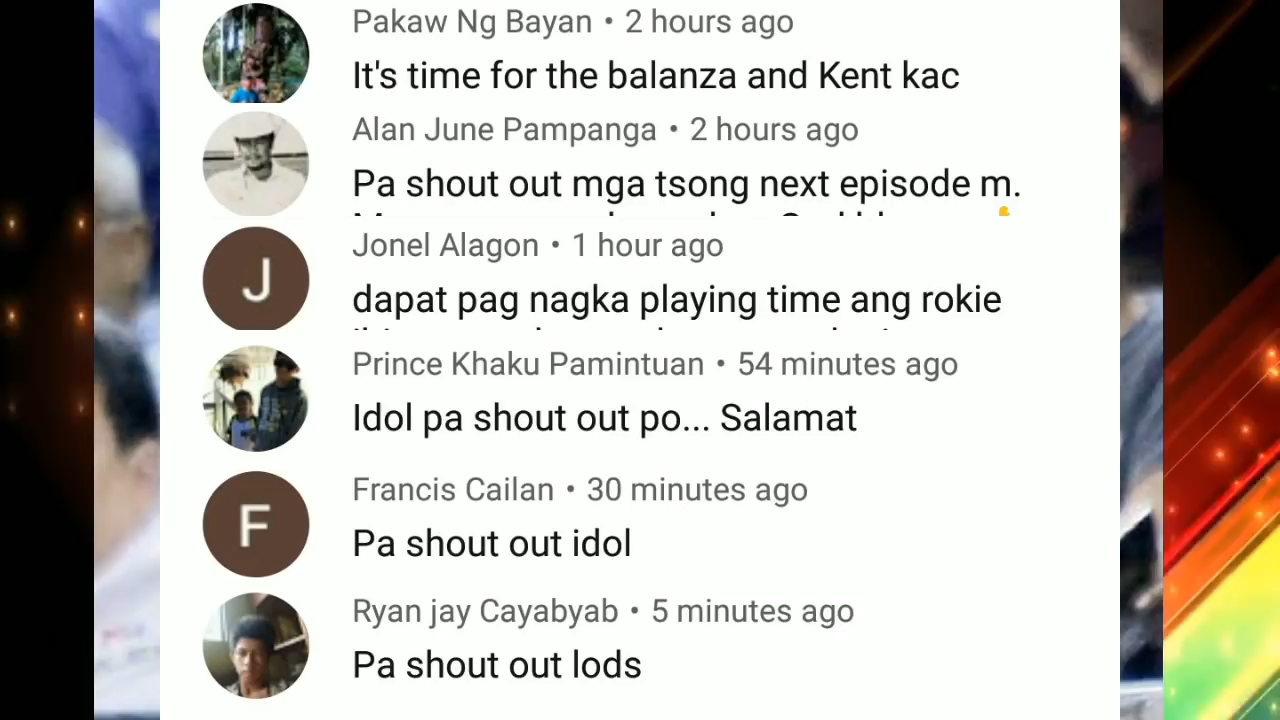 Pakaw Ng Bayan • 2 hours ago
It's time for the balanza and Kent kac
Alan June Pampanga • 2 hours ago
Pa shout out mga tsong next episode m.
J
Jonel Alagon • 1 hour ago
dapat pag nagka playing time ang rokie
Prince Khaku Pamintuan • 54 minutes ago
Idol pa shout out po... Salamat
F
Francis Cailan • 30 minutes ago
Pa shout out idol
Ryan jay Cayabyab • 5 minutes ago
Pa shout out lods